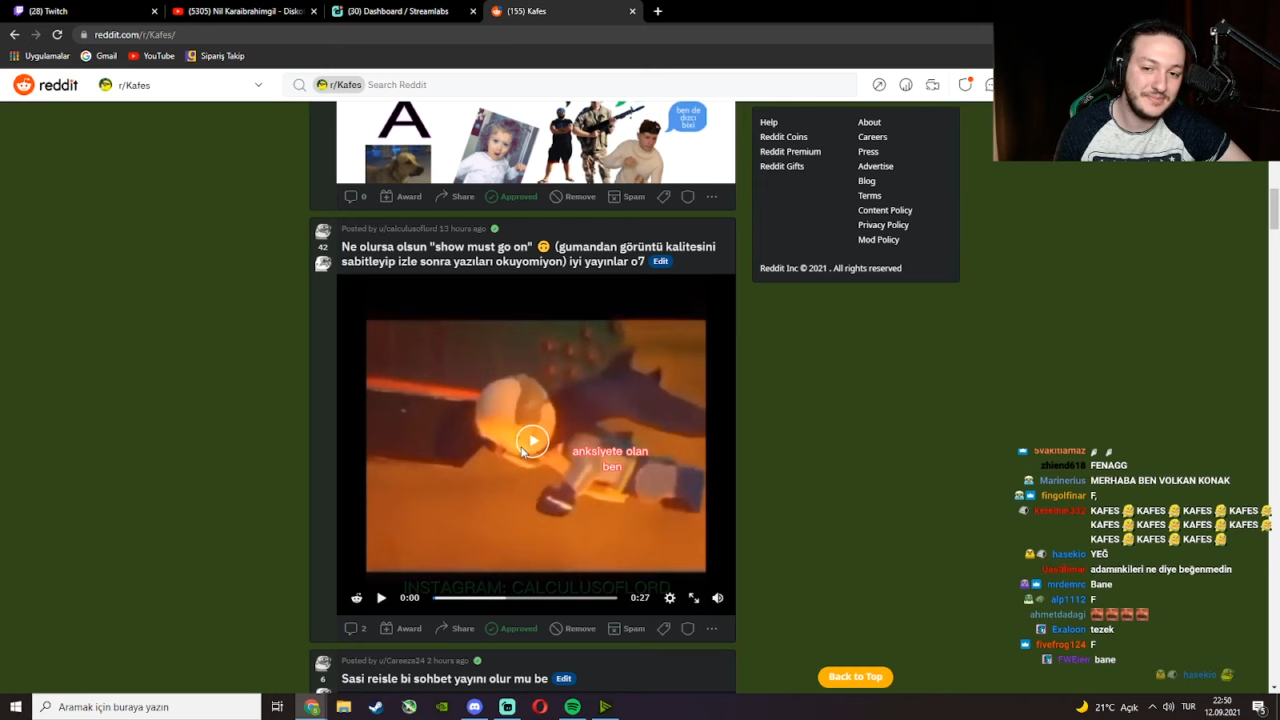 (28) Twitch
(5305) Nil Karaibrahimgil - Disko
(30) Dashboard / Streamlabs
(155) Kafes
reddit.com/r/Kafes/
Uygulamalar
Gmail
YouTube
Sipariş Takip
reddit
r/Kafes
r/Kafes
Search Reddit
A
ben de
dızcı
bixi
Help
About
Reddit Coins
Careers
Reddit Premium
Press
Reddit Gifts
Advertise
Blog
Terms
Content Policy
Privacy Policy
Mod Policy
Reddit Inc © 2021 . All rights reserved
0
Award
Share
Approved
Remove
Spam
Posted by u/calculusoflord 13 hours ago
42
Ne olursa olsun "show must go on" 🙃 (gumandan görüntü kalitesini
sabitleyip izle sonra yazıları okuyomiyon) iyi yayınlar o7
Edit
anksiyete olan
ben
INSTAGRAM: CALCULUSOFLORD
0:00
0:27
2
Award
Share
Approved
Remove
Spam
Posted by u/Careaza24 2 hours ago
6
Sasi reisle bi sohbet yayını olur mu be
Edit
Back to Top
5vakitlamaz
zhiend618 FENAGG
Marinerius MERHABA BEN VOLKAN KONAK
fingolfinar F,
KAFES KAFES KAFES KAFES
KAFES KAFES KAFES KAFES
KAFES KAFES KAFES
hasekio YEĞ
adamınkileri ne diye beğenmedin
mrdemrc Bane
alp1112 F
ahmetdadagi
Exaloon tezek
fivefrog124 F
FWEien bane
hasekio
Aramak için buraya yazın
21°C Açık
TUR
22:50
12.09.2021
5